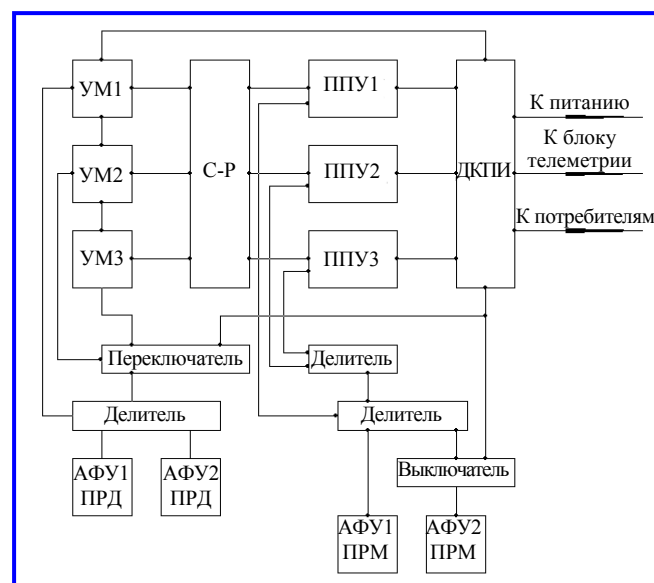 УМ1
УМ2
УМ3
С-Р
ППУ1
ППУ2
ППУ3
ДКПИ
К питанию
К блоку
телеметрии
К потребителям
Переключатель
Делитель
Делитель
Делитель
Выключатель
АФУ1
ПРД
АФУ2
ПРД
АФУ1
ПРМ
АФУ2
ПРМ